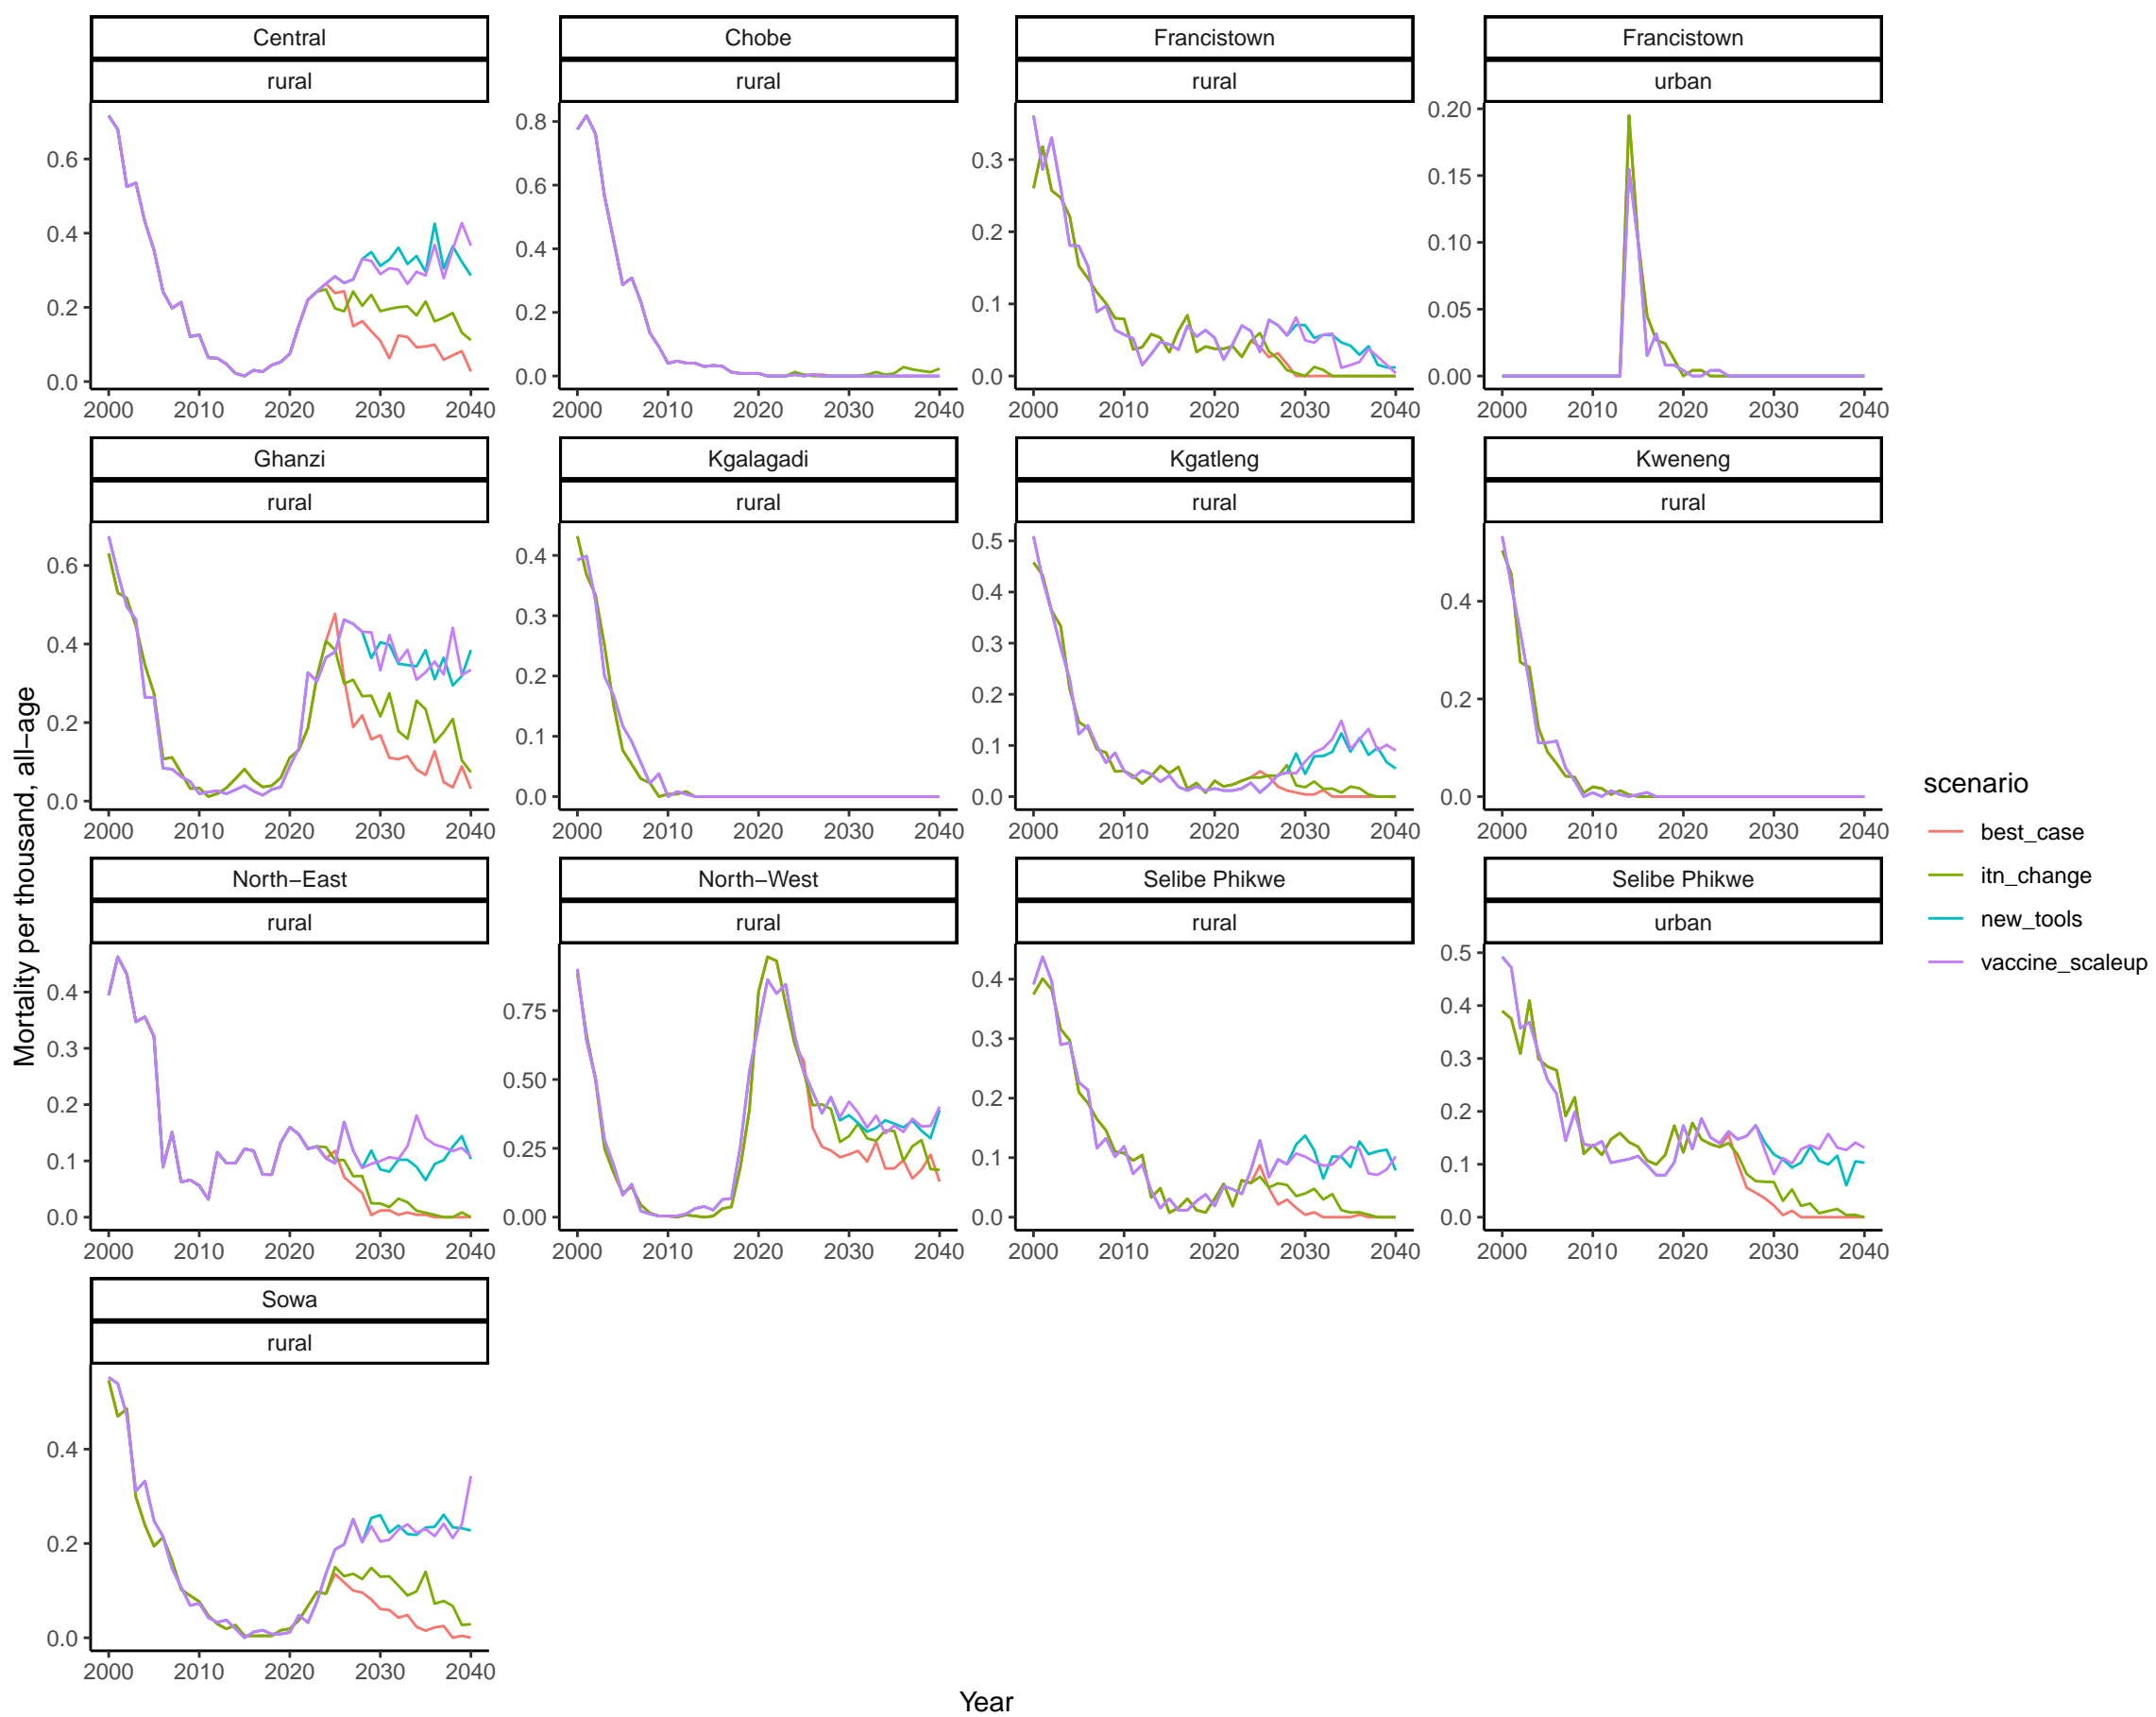 Central
Chobe
Francistown
Francistown
rural
rural
rural
urban
0.0
0.2
0.4
0.6
0.0
0.2
0.4
0.6
0.8
0.0
0.1
0.2
0.3
0.00
0.05
0.10
0.15
0.20
2000 2010 2020 2030 2040
2000 2010 2020 2030 2040
2000 2010 2020 2030 2040
2000 2010 2020 2030 2040
Ghanzi
Kgalagadi
Kgatleng
Kweneng
rural
rural
rural
rural
0.0
0.2
0.4
0.6
0.0
0.1
0.2
0.3
0.4
0.0
0.1
0.2
0.3
0.4
0.5
0.0
0.2
0.4
2000 2010 2020 2030 2040
2000 2010 2020 2030 2040
2000 2010 2020 2030 2040
2000 2010 2020 2030 2040
North−East
North−West
Selibe Phikwe
Selibe Phikwe
rural
rural
rural
urban
0.0
0.1
0.2
0.3
0.4
0.00
0.25
0.50
0.75
0.0
0.1
0.2
0.3
0.4
0.0
0.1
0.2
0.3
0.4
0.5
2000 2010 2020 2030 2040
2000 2010 2020 2030 2040
2000 2010 2020 2030 2040
2000 2010 2020 2030 2040
Sowa
rural
0.0
0.2
0.4
2000 2010 2020 2030 2040
Year
Mortality per thousand, all−age
scenario
best_case
itn_change
new_tools
vaccine_scaleup